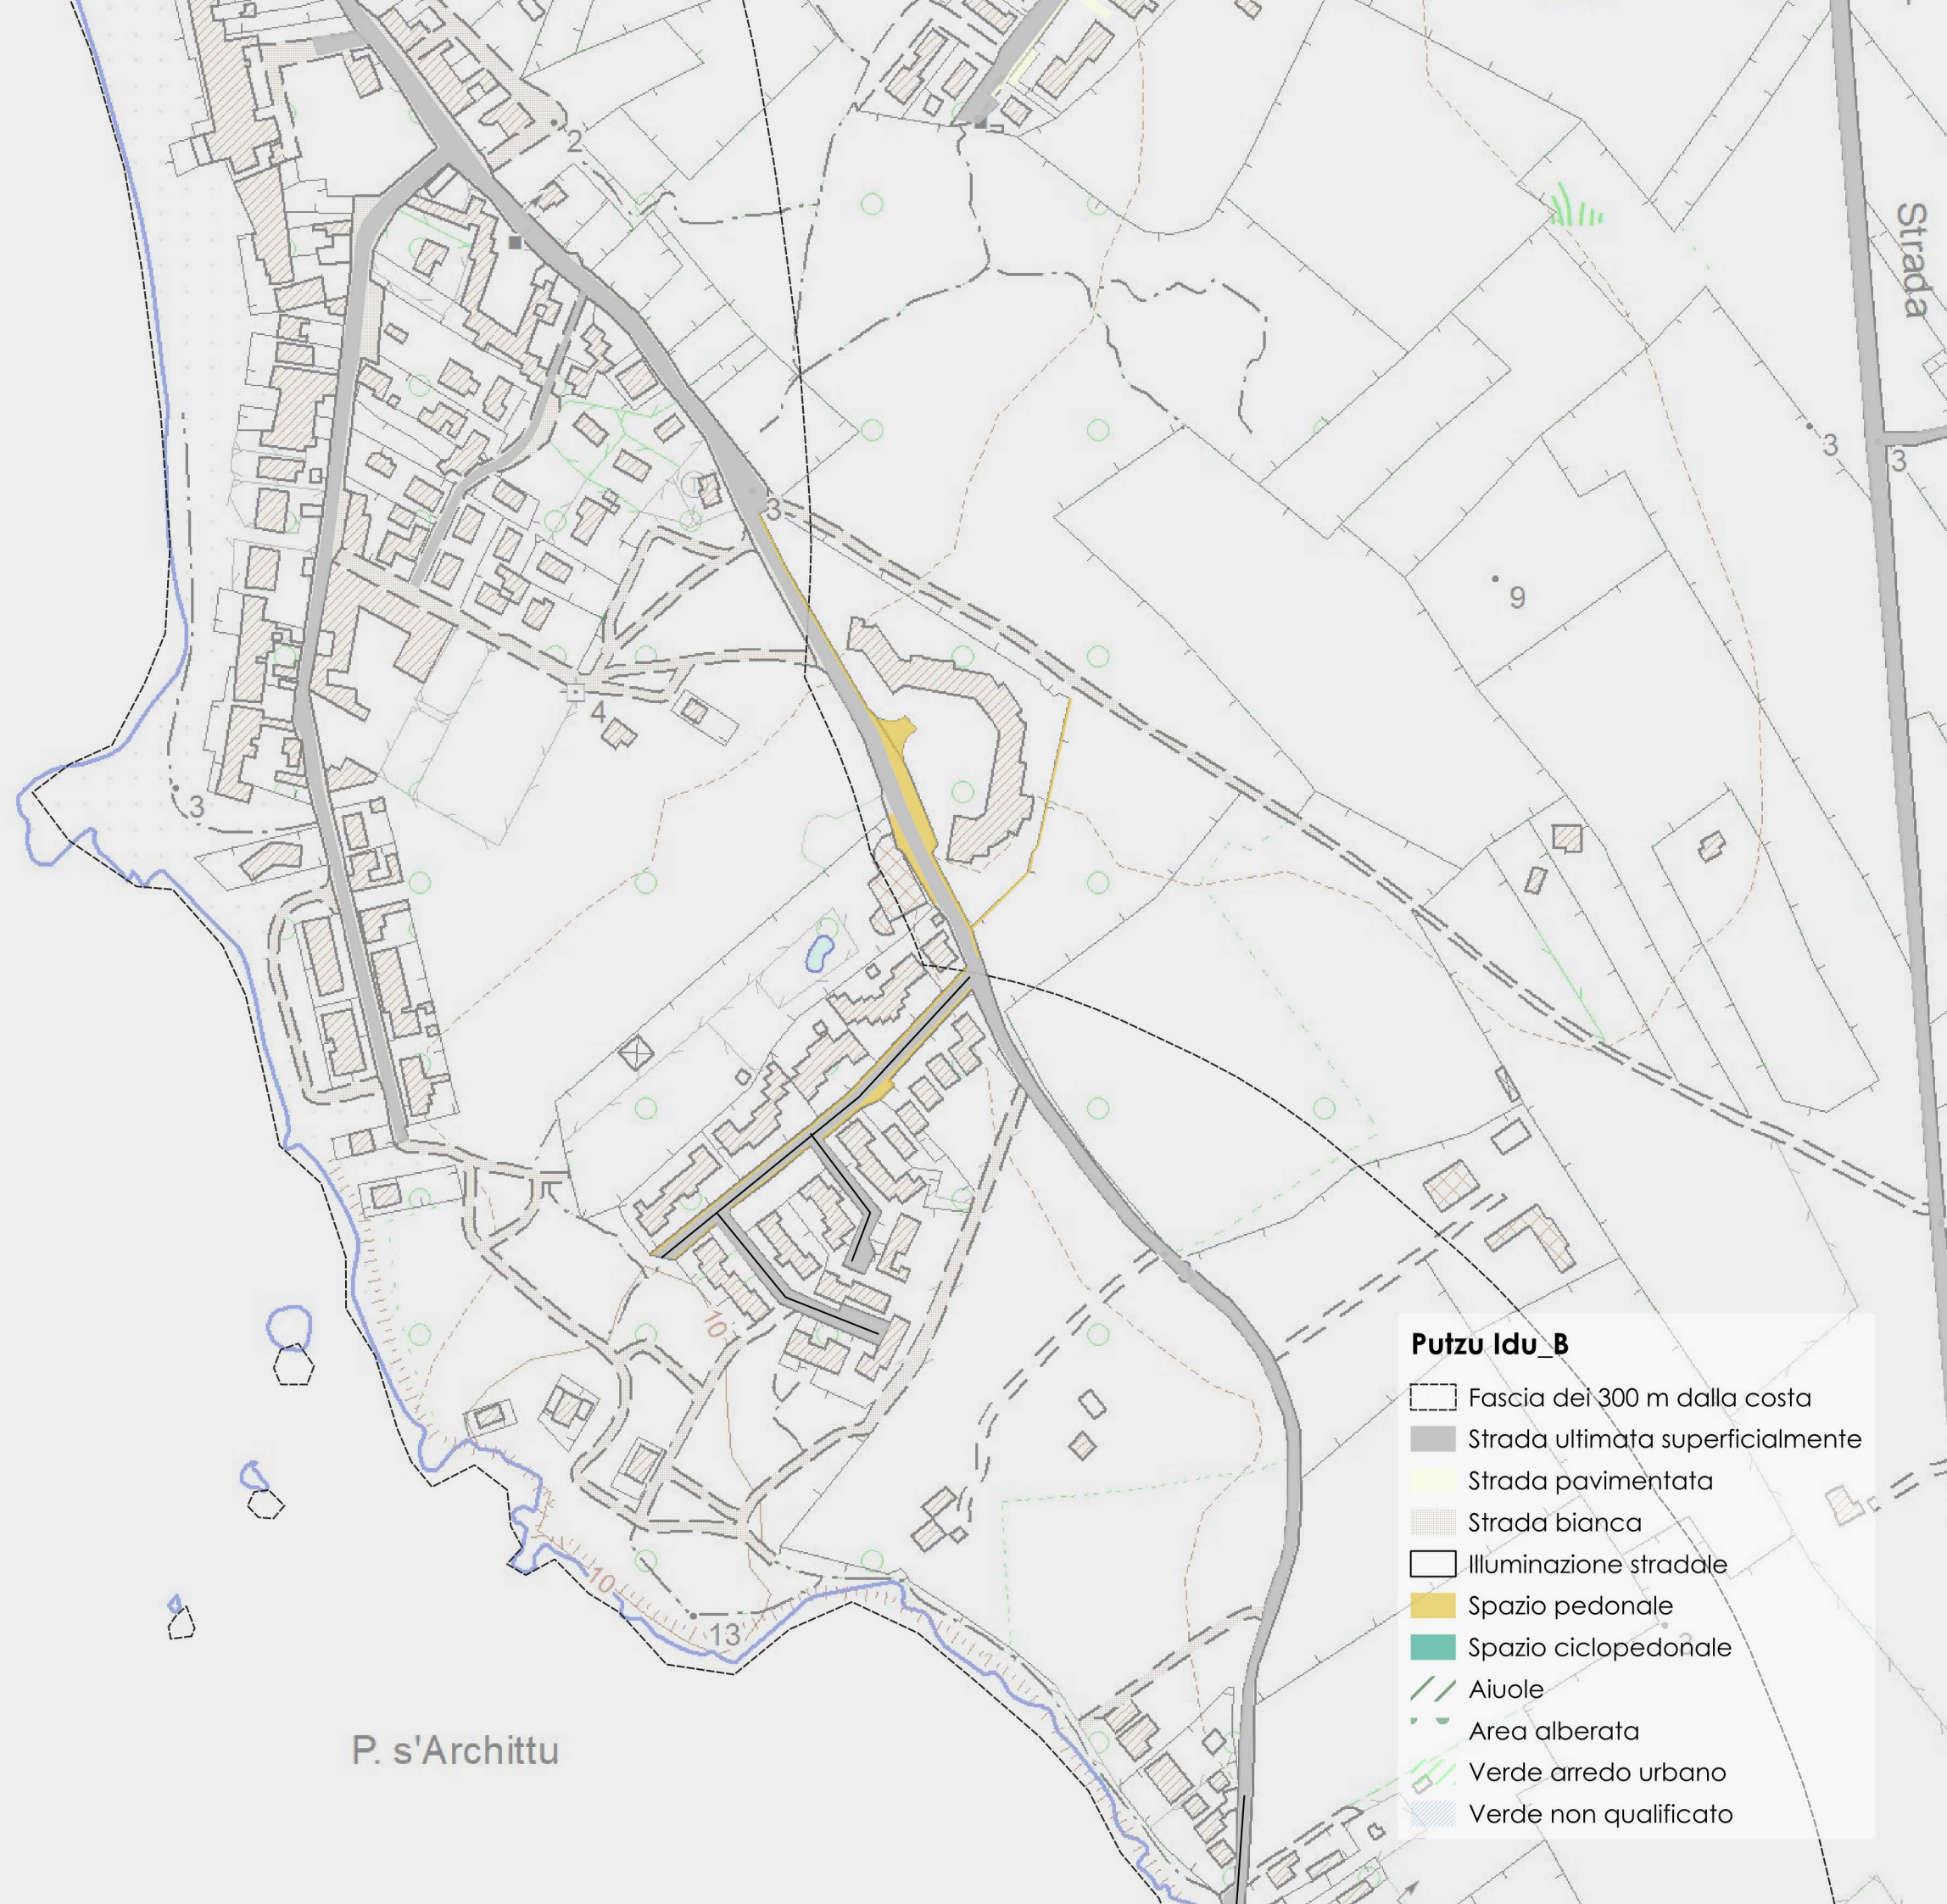 2
Strada
3
3
3
9
4
3
10
Putzu Idu_B
Fascia dei 300 m dalla costa
Strada ultimata superficialmente
Strada pavimentata
Strada bianca
Illuminazione stradale
Spazio pedonale
Spazio ciclopedonale
Aiuole
Area alberata
Verde arredo urbano
Verde non qualificato
10
13
P. s'Archittu